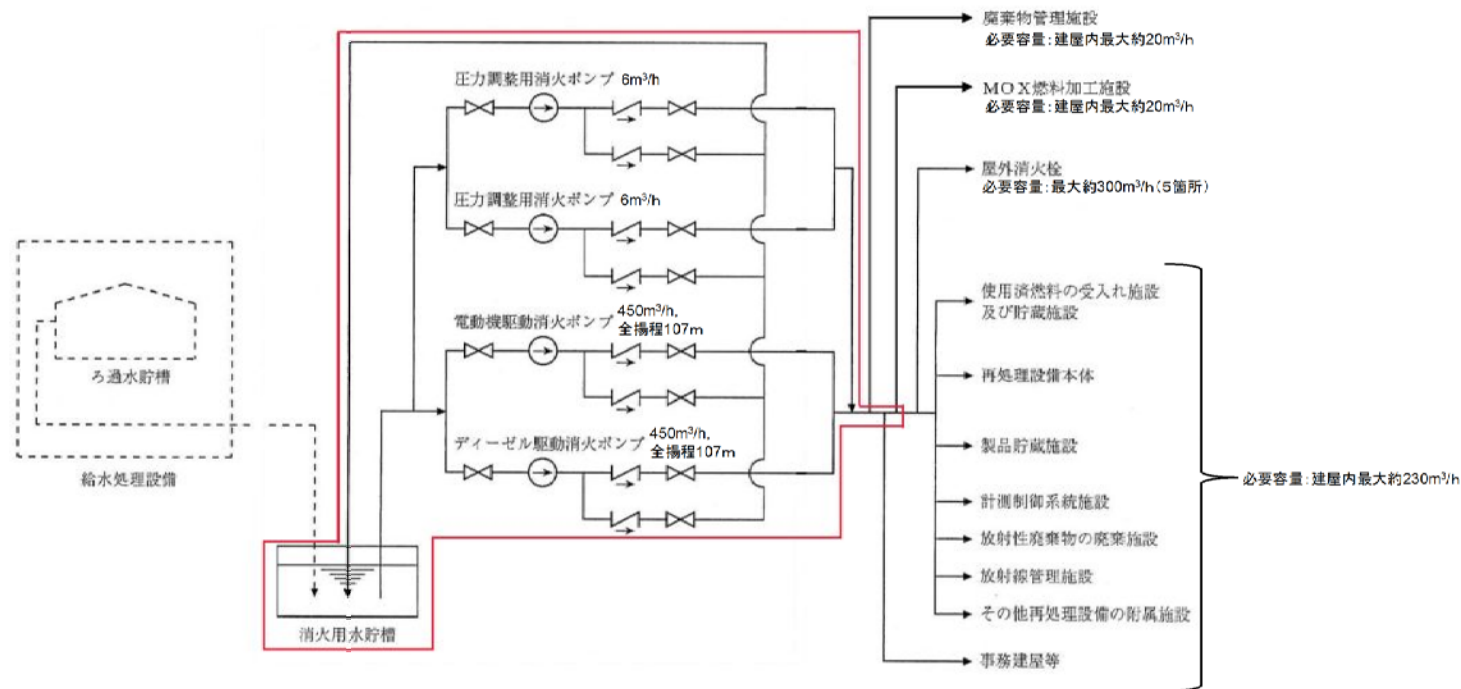 廃棄物管理施設
必要容量:建屋内最大約20m³/h
圧力調整用消火ポンプ 6m³/h
MOX燃料加工施設
必要容量:建屋内最大約20m³/h
屋外消火栓
必要容量:最大約300m³/h(5箇所)
圧力調整用消火ポンプ 6m³/h
使用済燃料の受入れ施設
及び貯蔵施設
電動機駆動消火ポンプ 450m³/h,
全揚程107m
ろ過水貯槽
再処理設備本体
ディーゼル駆動消火ポンプ 450m³/h,
全揚程107m
製品貯蔵施設
給水処理設備
必要容量:建屋内最大約230m³/h
計測制御系統施設
放射性廃棄物の廃棄施設
放射線管理施設
その他再処理設備の附属施設
消火用水貯槽
事務建屋等